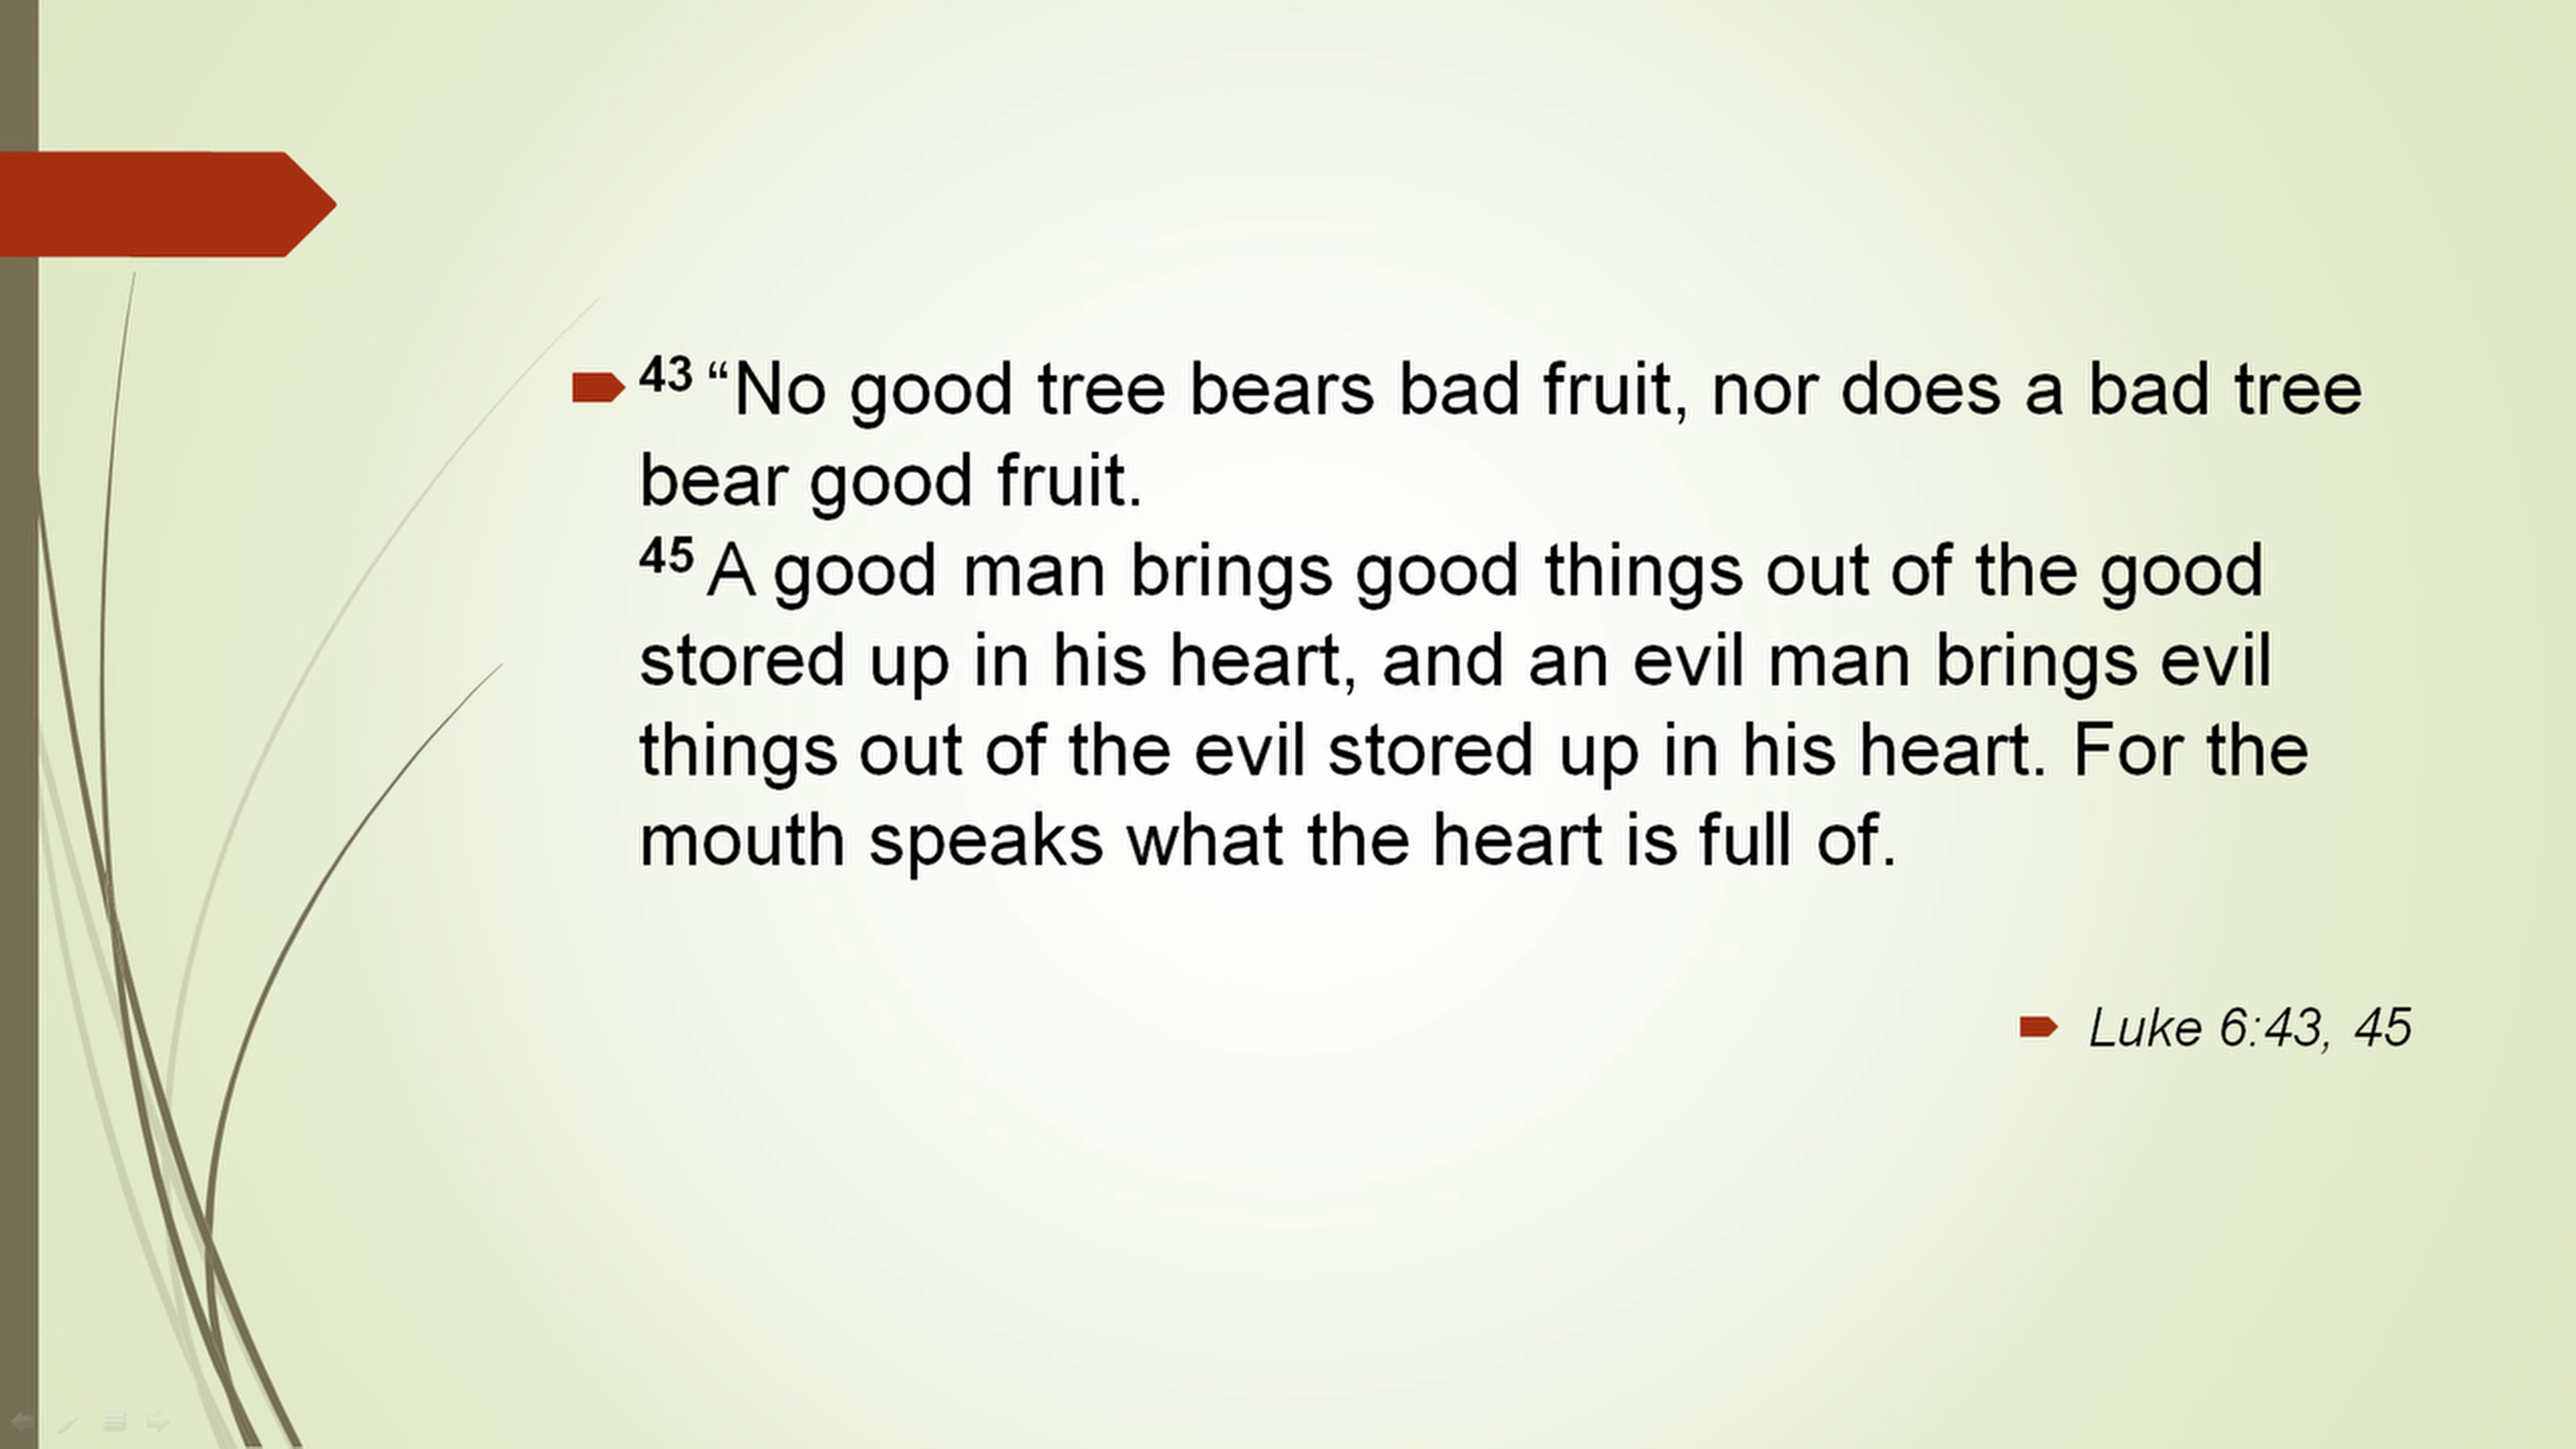 43 “No good tree bears bad fruit, nor does a bad tree
bear good fruit.
45 A good man brings good things out of the good
stored up in his heart, and an evil man brings evil
things out of the evil stored up in his heart. For the
mouth speaks what the heart is full of.
Luke 6:43, 45